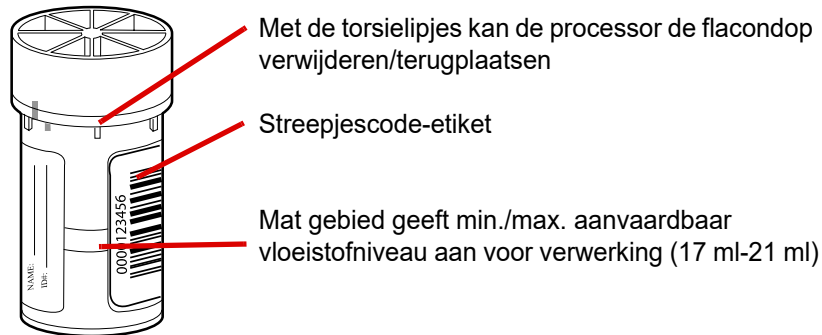 Met de torsielipjes kan de processor de flacondop
verwijderen/terugplaatsen
Streepjescode-etiket
Mat gebied geeft min./max. aanvaardbaar
vloeistofniveau aan voor verwerking (17 ml-21 ml)
NAME:
ID#:
0000123456